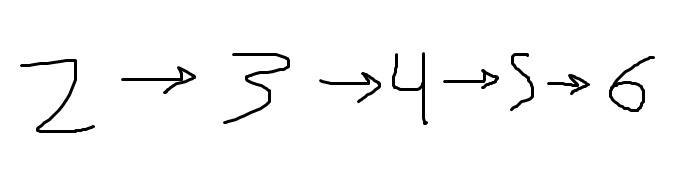 2 → 3 → 4 → 5 → 6